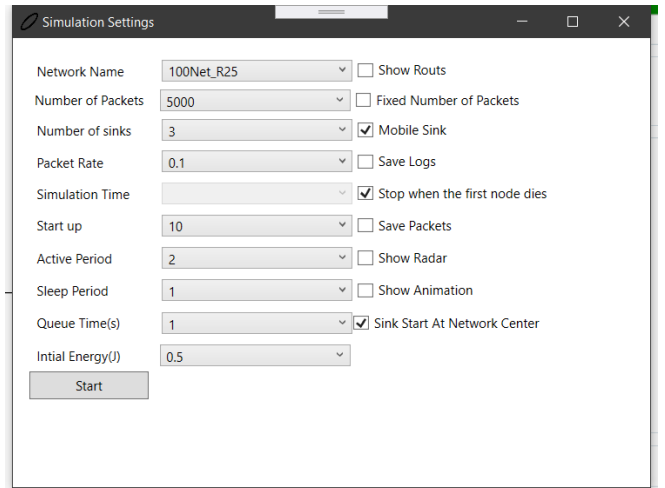 Simulation Settings
Network Name 100Net_R25 Show Routs
Number of Packets 5000 Fixed Number of Packets
Number of sinks 3 Mobile Sink
Packet Rate 0.1 Save Logs
Simulation Time Stop when the first node dies
Start up 10 Save Packets
Active Period 2 Show Radar
Sleep Period 1 Show Animation
Queue Time(s) 1 Sink Start At Network Center
Intial Energy(J) 0.5
Start